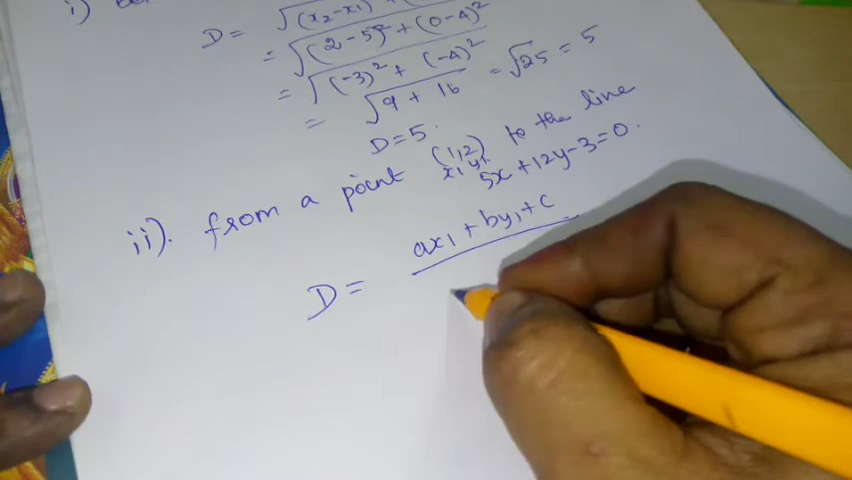 i)
D = √(x₂-x₁)
= √(2-5)² + (0-4)²
= √(-3)² + (-4)²
= √9 + 16 = √25 = 5
D = 5.
ii). from a point (1,2) to the line
x₁ y₁ 5x + 12y - 3 = 0.
D = ax₁ + by₁ + c